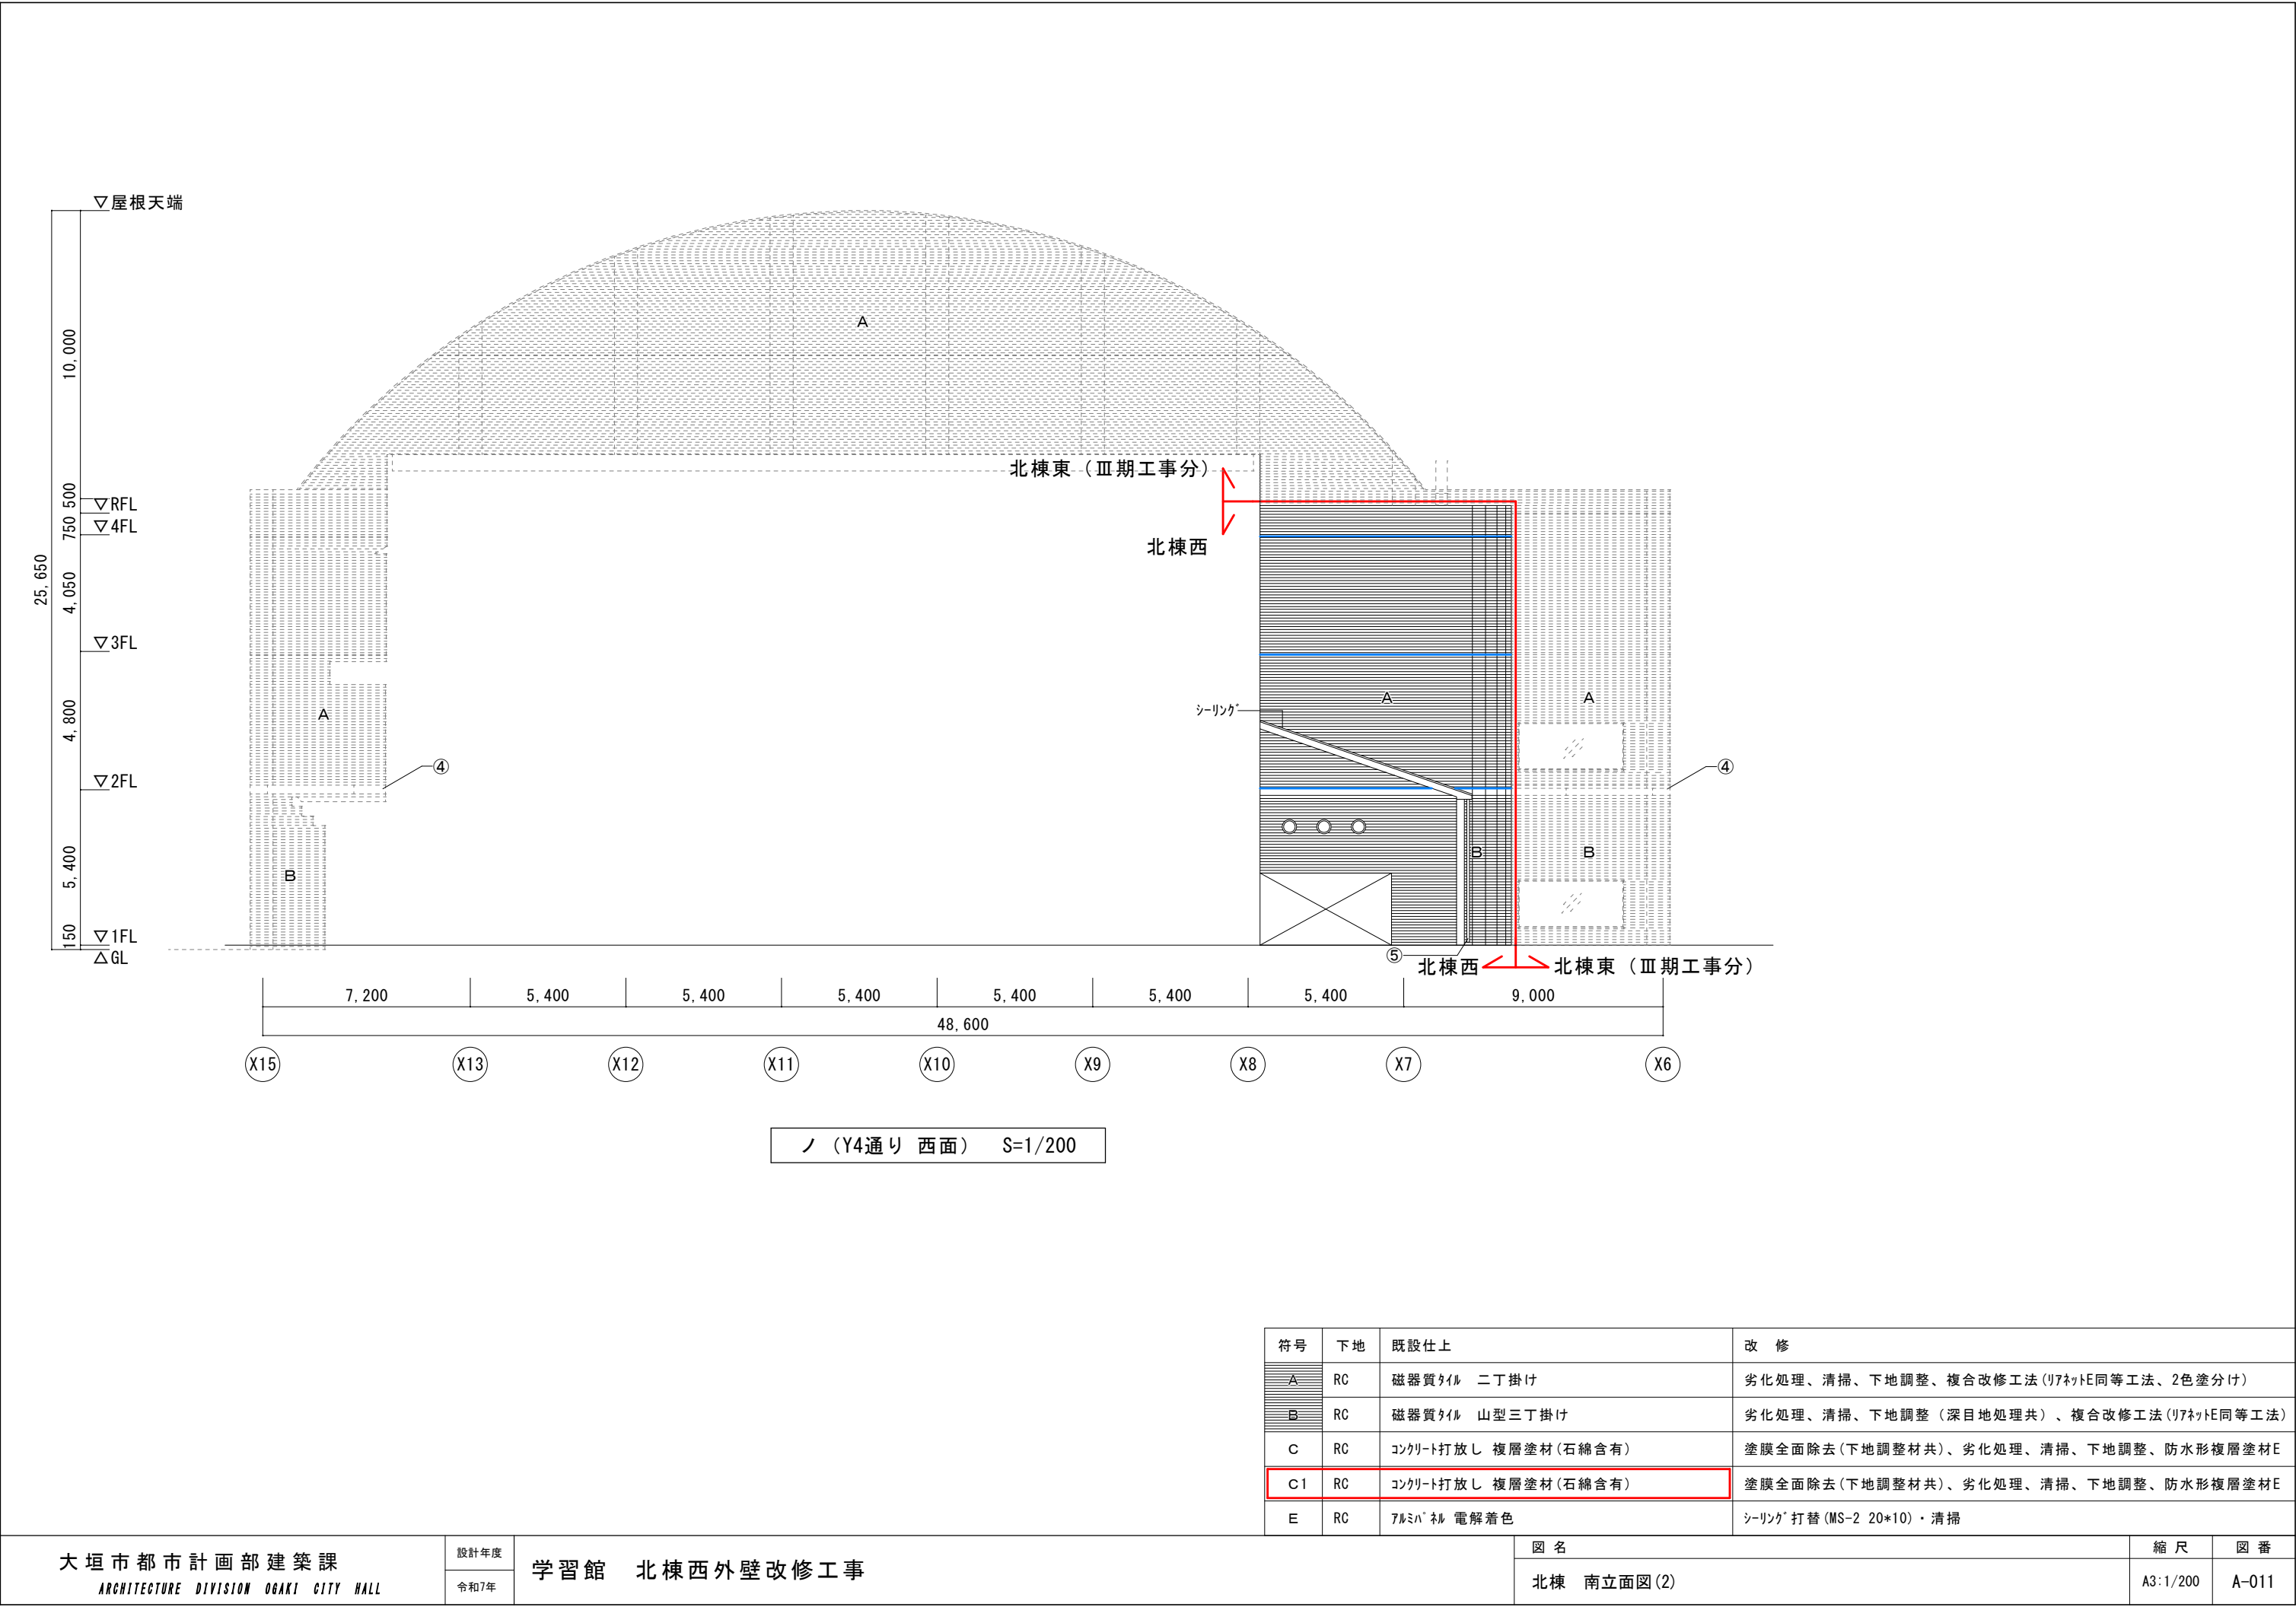 ▽屋根天端
10,000
500
▽RFL
750
▽4FL
25,650
4,050
▽3FL
4,800
▽2FL
5,400
150
▽1FL
△GL
A
北棟東（Ⅲ期工事分）
北棟西
A
A
A
シーリング
④
④
B
B
B
⑤
北棟西
北棟東（Ⅲ期工事分）
7,200 5,400 5,400 5,400 5,400 5,400 5,400 9,000
48,600
X15 X13 X12 X11 X10 X9 X8 X7 X6
ノ（Y4通り 西面） S=1/200
符号 下地 既設仕上 改 修
A RC 磁器質タイル 二丁掛け 劣化処理、清掃、下地調整、複合改修工法(リアネットE同等工法、2色塗分け)
B RC 磁器質タイル 山型三丁掛け 劣化処理、清掃、下地調整（深目地処理共）、複合改修工法(リアネットE同等工法)
C RC コンクリート打放し 複層塗材(石綿含有) 塗膜全面除去(下地調整材共)、劣化処理、清掃、下地調整、防水形複層塗材E
C1 RC コンクリート打放し 複層塗材(石綿含有) 塗膜全面除去(下地調整材共)、劣化処理、清掃、下地調整、防水形複層塗材E
E RC アルミパネル 電解着色 シーリング打替(MS-2 20*10)・清掃
大垣市都市計画部建築課
ARCHITECTURE DIVISION OGAKI CITY HALL
設計年度
令和7年
学習館 北棟西外壁改修工事
図 名
北棟 南立面図(2)
縮 尺
A3:1/200
図 番
A-011